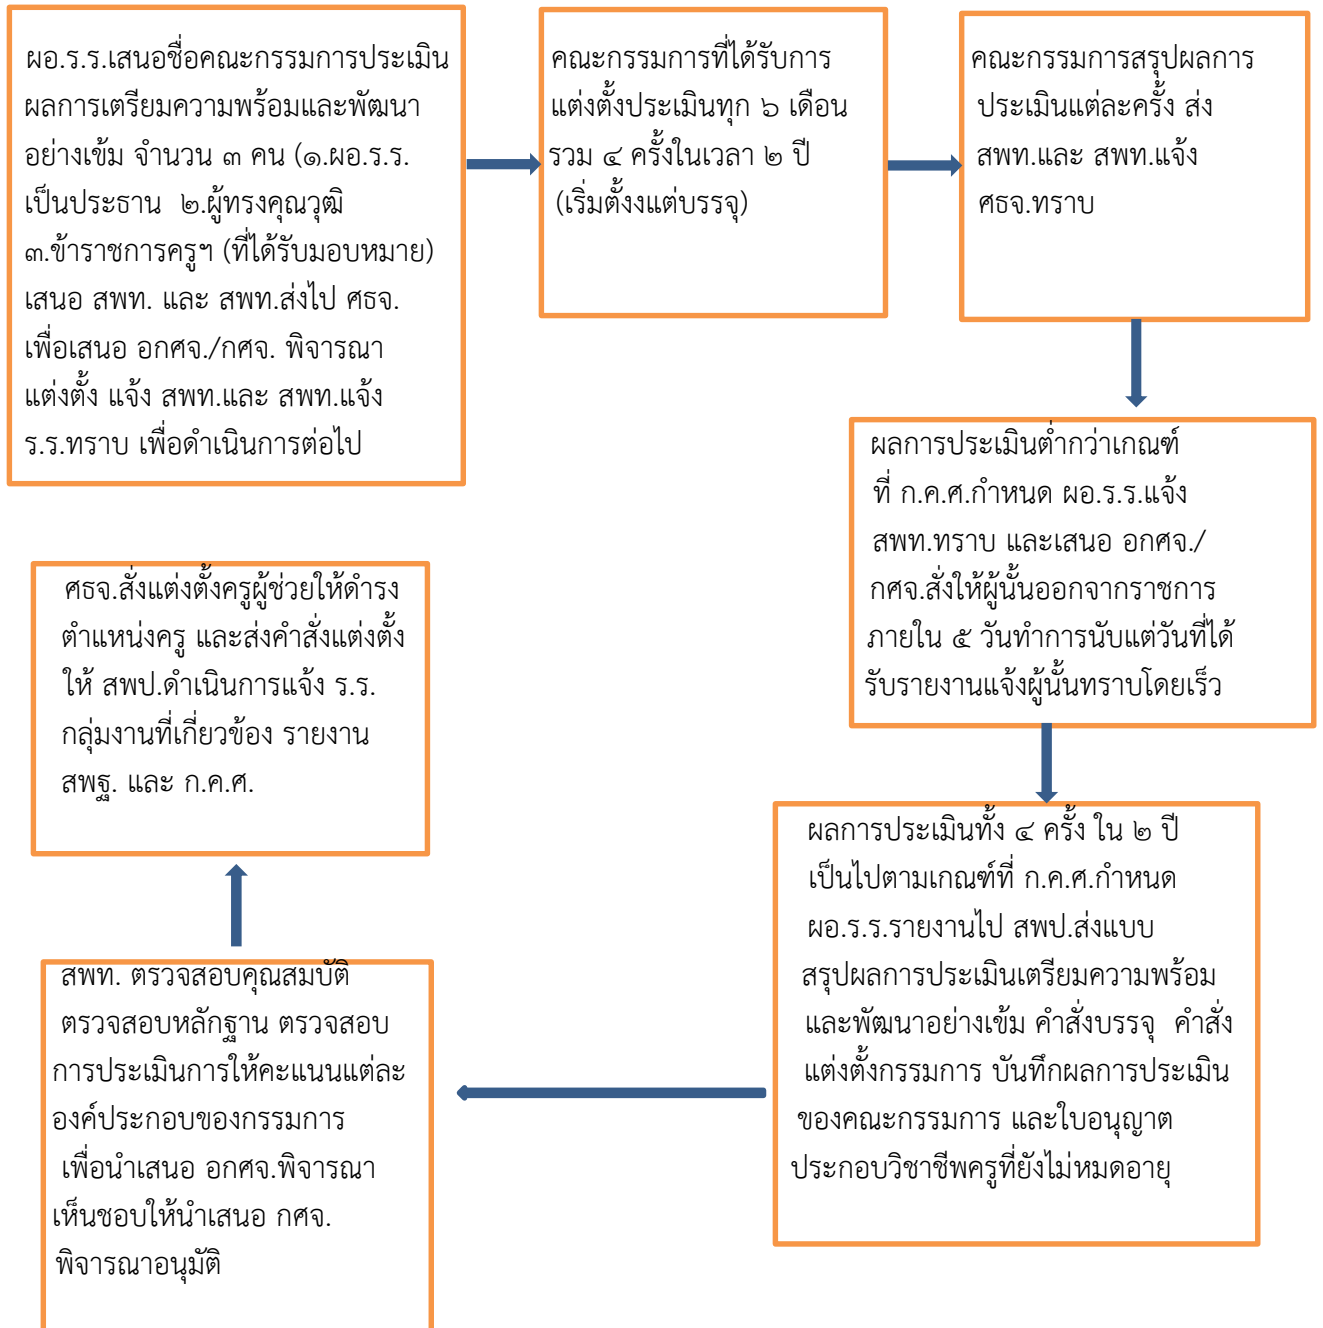 ผอ.ร.ร.เสนอชื่อคณะกรรมการประเมิน
ผลการเตรียมความพร้อมและพัฒนา
อย่างเข้ม จำนวน ๓ คน (๑.ผอ.ร.ร.
เป็นประธาน ๒.ผู้ทรงคุณวุฒิ
๓.ข้าราชการครูฯ (ที่ได้รับมอบหมาย)
เสนอ สพท. และ สพท.ส่งไป ศธจ.
เพื่อเสนอ อกศจ./กศจ. พิจารณา
แต่งตั้ง แจ้ง สพท.และ สพท.แจ้ง
ร.ร.ทราบ เพื่อดำเนินการต่อไป
คณะกรรมการที่ได้รับการ
แต่งตั้งประเมินทุก ๖ เดือน
รวม ๔ ครั้งในเวลา ๒ ปี
(เริ่มตั้งงแต่บรรจุ)
คณะกรรมการสรุปผลการ
ประเมินแต่ละครั้ง ส่ง
สพท.และ สพท.แจ้ง
ศธจ.ทราบ
ผลการประเมินต่ำกว่าเกณฑ์
ที่ ก.ค.ศ.กำหนด ผอ.ร.ร.แจ้ง
สพท.ทราบ และเสนอ อกศจ./
กศจ.สั่งให้ผู้นั้นออกจากราชการ
ภายใน ๕ วันทำการนับแต่วันที่ได้
รับรายงานแจ้งผู้นั้นทราบโดยเร็ว
ผลการประเมินทั้ง ๔ ครั้ง ใน ๒ ปี
เป็นไปตามเกณฑ์ที่ ก.ค.ศ.กำหนด
ผอ.ร.ร.รายงานไป สพป.ส่งแบบ
สรุปผลการประเมินเตรียมความพร้อม
และพัฒนาอย่างเข้ม คำสั่งบรรจุ คำสั่ง
แต่งตั้งกรรมการ บันทึกผลการประเมิน
ของคณะกรรมการ และใบอนุญาต
ประกอบวิชาชีพครูที่ยังไม่หมดอายุ
สพท. ตรวจสอบคุณสมบัติ
ตรวจสอบหลักฐาน ตรวจสอบ
การประเมินการให้คะแนนแต่ละ
องค์ประกอบของกรรมการ
เพื่อนำเสนอ อกศจ.พิจารณา
เห็นชอบให้นำเสนอ กศจ.
พิจารณาอนุมัติ
ศธจ.สั่งแต่งตั้งครูผู้ช่วยให้ดำรง
ตำแหน่งครู และส่งคำสั่งแต่งตั้ง
ให้ สพป.ดำเนินการแจ้ง ร.ร.
กลุ่มงานที่เกี่ยวข้อง รายงาน
สพฐ. และ ก.ค.ศ.